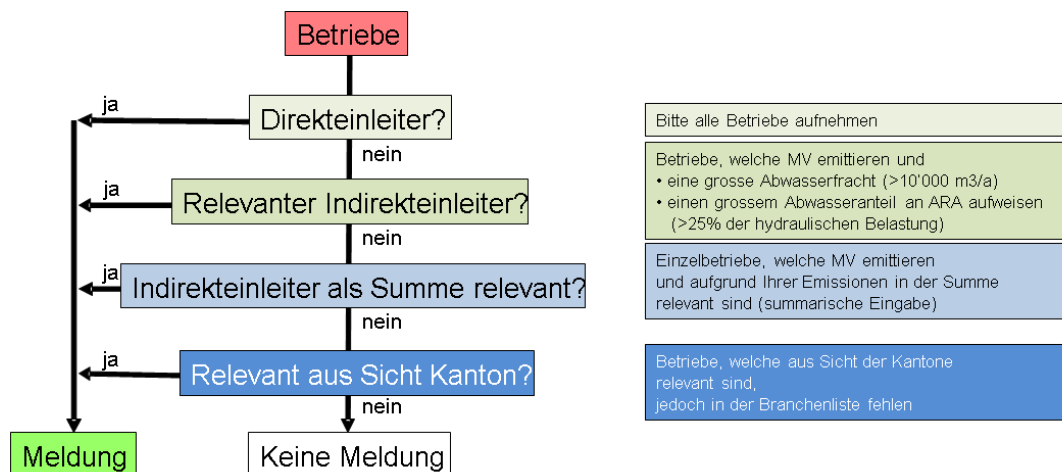 Betriebe
ja
Direkteinleiter?
Bitte alle Betriebe aufnehmen
nein
Betriebe, welche MV emittieren und
• eine grosse Abwasserfracht (>10'000 m3/a)
• einen grossem Abwasseranteil an ARA aufweisen
(>25% der hydraulischen Belastung)
ja
Relevanter Indirekteinleiter?
nein
Einzelbetriebe, welche MV emittieren
und aufgrund Ihrer Emissionen in der Summe
relevant sind (summarische Eingabe)
ja
Indirekteinleiter als Summe relevant?
nein
Betriebe, welche aus Sicht der Kantone
relevant sind,
jedoch in der Branchenliste fehlen
ja
Relevant aus Sicht Kanton?
nein
Meldung
Keine Meldung